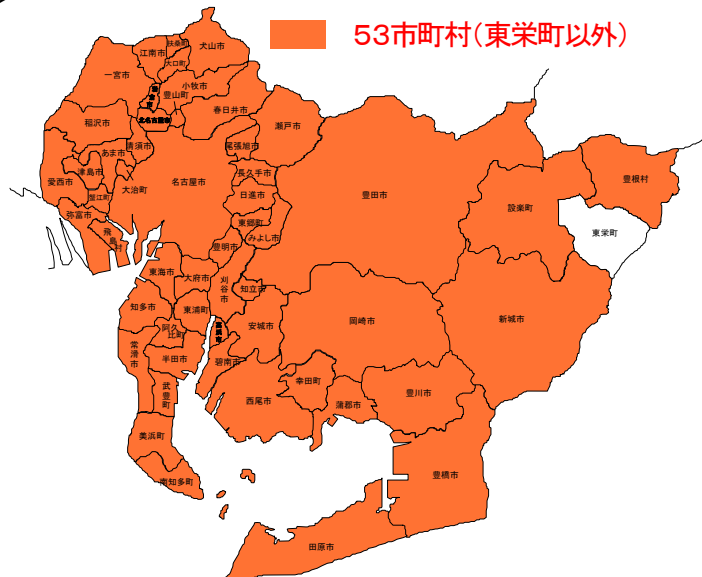 53市町村(東栄町以外)
扶桑町
江南市
犬山市
大口町
一宮市
小牧市
岩倉市
豊山町
春日井市
北名古屋市
稲沢市
瀬戸市
清須市
尾張旭市
あま市
津島市
長久手市
愛西市
大治町
名古屋市
日進市
蟹江町
弥富市
東郷町
みよし市
飛島村
豊明市
豊田市
設楽町
豊根村
東栄町
東海市
大府市
刈谷市
知立市
知多市
東浦町
高浜市
安城市
岡崎市
新城市
阿久比町
常滑市
半田市
碧南市
武豊町
西尾市
幸田町
蒲郡市
豊川市
美浜町
南知多町
豊橋市
田原市